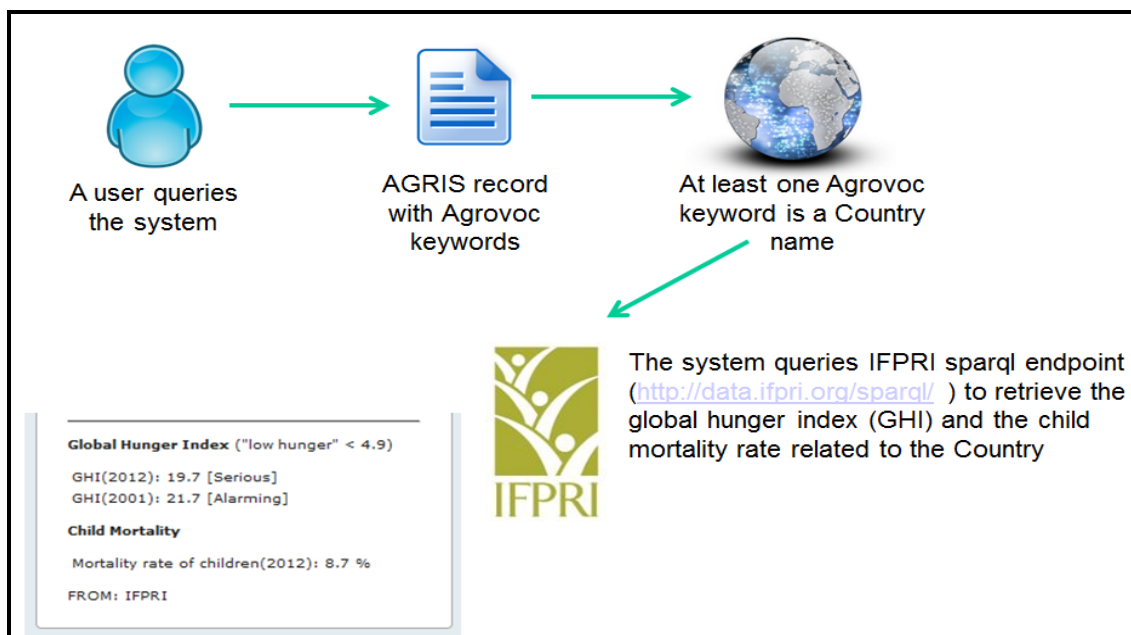 A user queries
the system
AGRIS record
with Agrovoc
keywords
At least one Agrovoc
keyword is a Country
name
IFPRI
The system queries IFPRI sparql endpoint
(http://data.ifpri.org/sparql/ ) to retrieve the
global hunger index (GHI) and the child
mortality rate related to the Country
Global Hunger Index ("low hunger" < 4.9)
GHI(2012): 19.7 [Serious]
GHI(2001): 21.7 [Alarming]
Child Mortality
Mortality rate of children(2012): 8.7 %
FROM: IFPRI